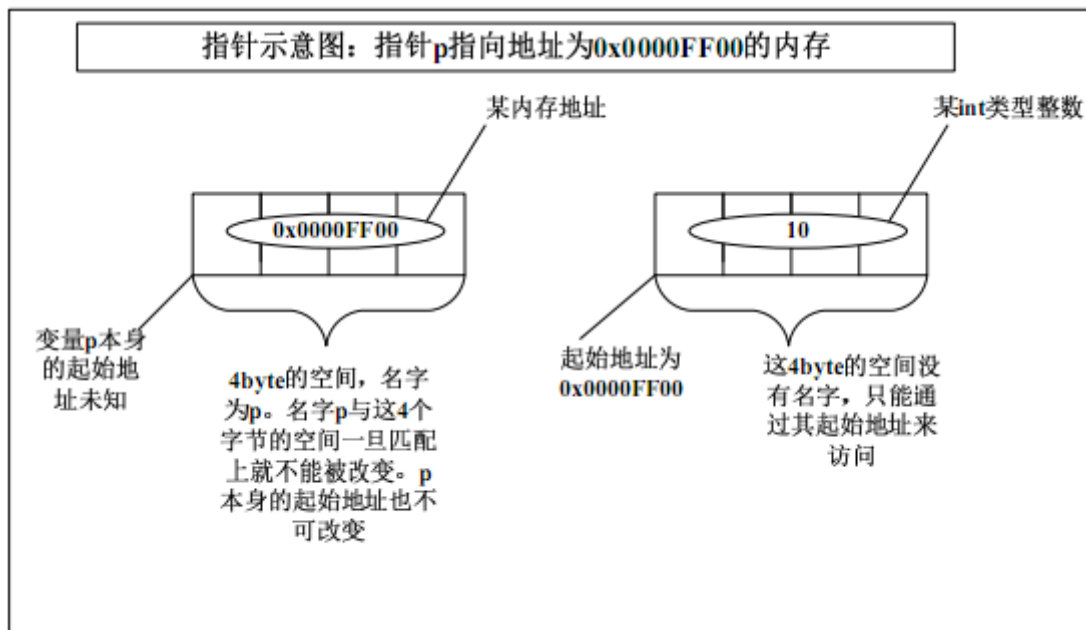 指针示意图：指针p指向地址为0x0000FF00的内存
某内存地址
某int类型整数
0x0000FF00
10
变量p本身
的起始地
址未知
4byte的空间，名字
为p。名字p与这4个
字节的空间一旦匹配
上就不能被改变。p
本身的起始地址也不
可改变
起始地址为
0x0000FF00
这4byte的空间没
有名字，只能通
过其起始地址来
访问